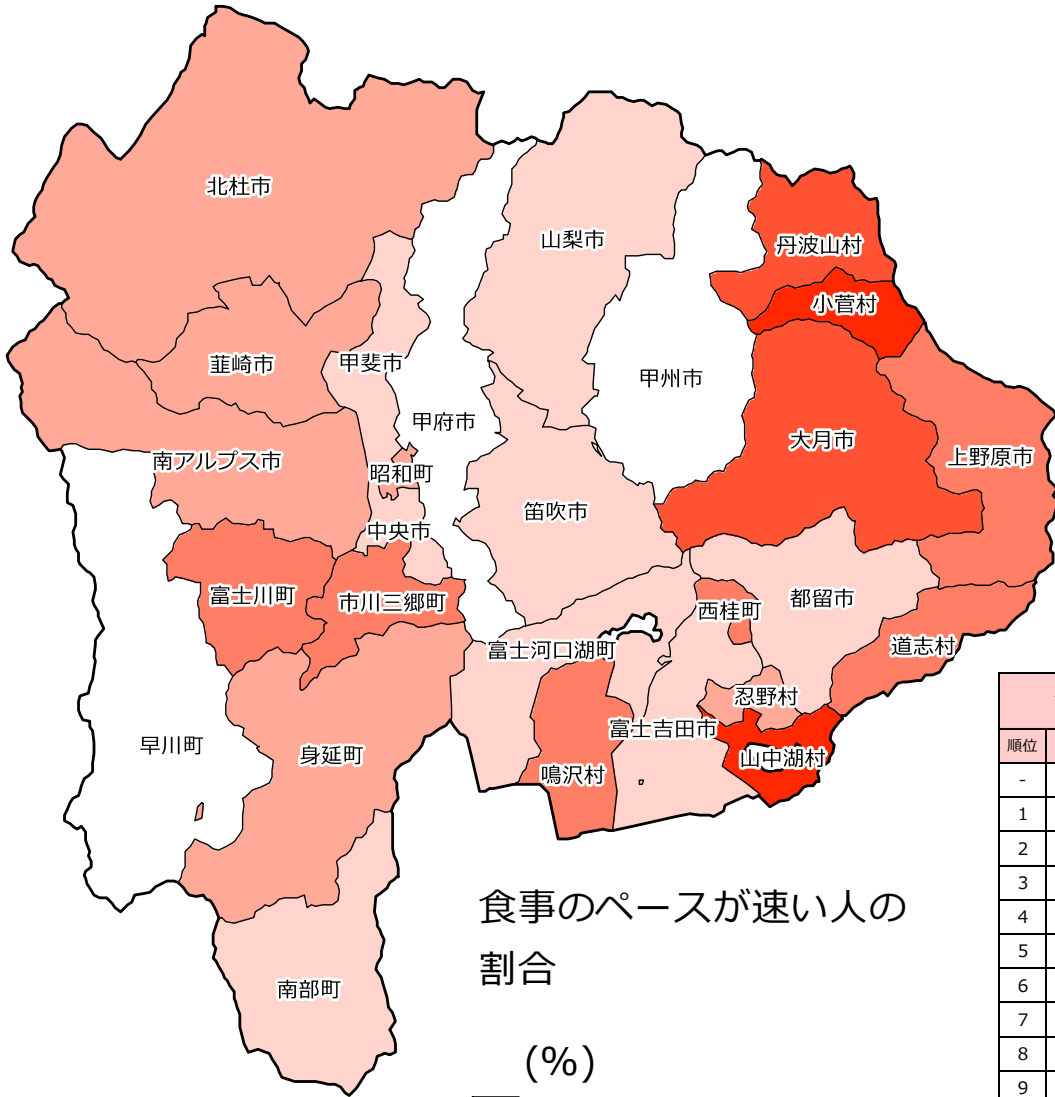 北杜市
山梨市
丹波山村
小菅村
韮崎市
甲斐市
甲州市
甲府市
大月市
上野原市
南アルプス市
昭和町
笛吹市
中央市
富士川町
市川三郷町
西桂町
都留市
道志村
富士河口湖町
忍野村
早川町
身延町
富士吉田市
山中湖村
鳴沢村
南部町
食事のペースが速い人の
割合
(%)
順位
-
1
2
3
4
5
6
7
8
9